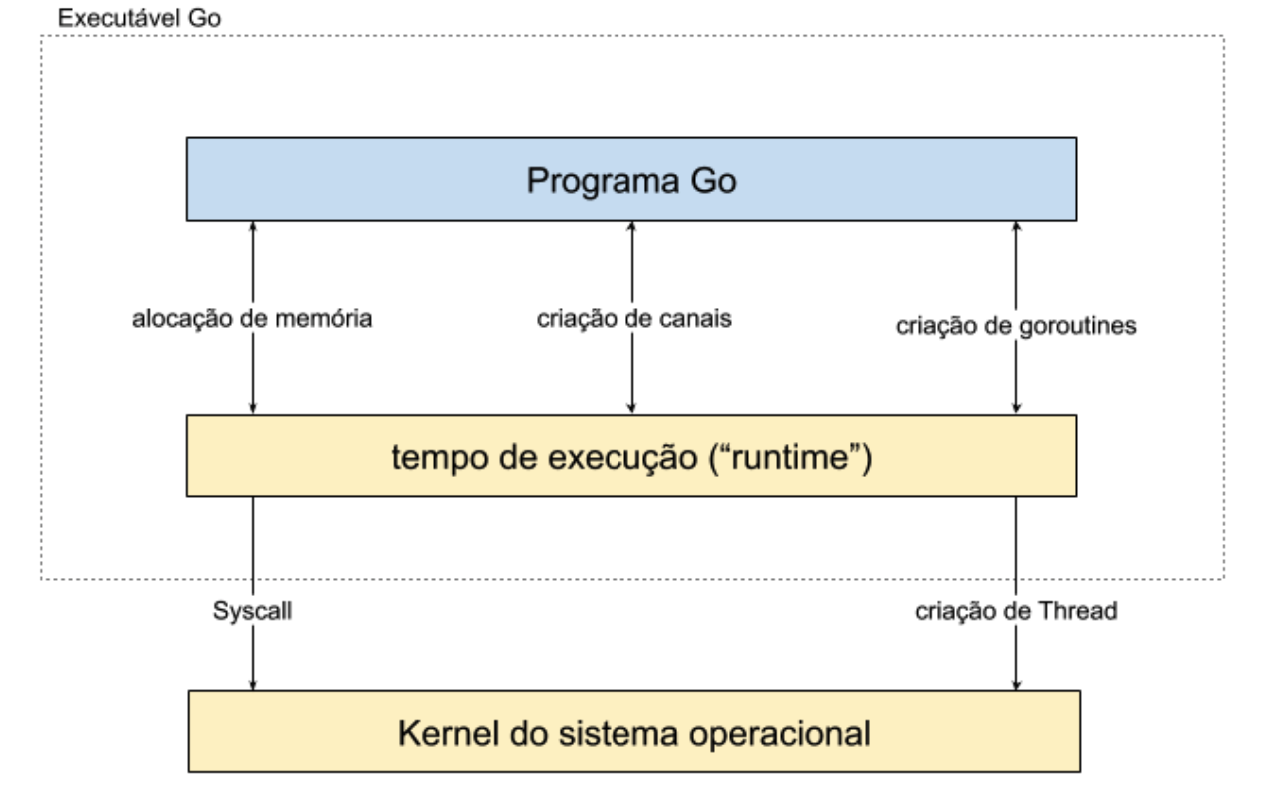 Executável Go
Programa Go
alocação de memória
criação de canais
criação de goroutines
tempo de execução (“runtime”)
Syscall
criação de Thread
Kernel do sistema operacional